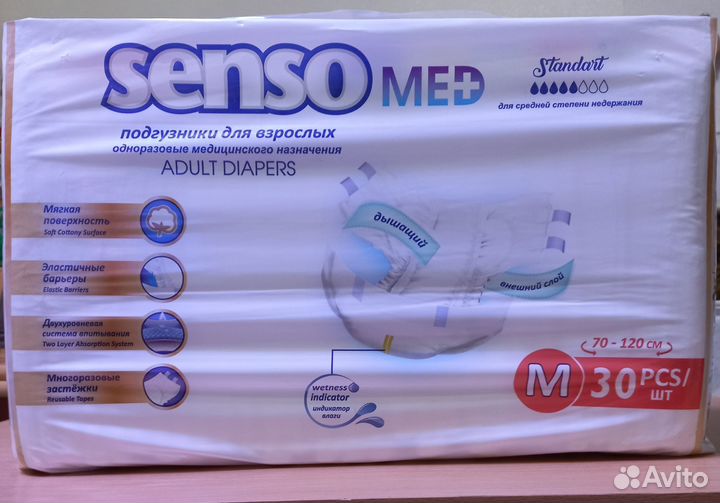 senso MED
Standart
для средней степени недержания
подгузники для взрослых
одноразовые медицинского назначения
ADULT DIAPERS
Мягкая
поверхность
Soft Cottony Surface
Эластичные
барьеры
Elastic Barriers
Двухуровневая
система впитывания
Two Layer Absorption System
Многоразовые
застёжки
Reusable Tapes
дышащий
внешний слой
wetness
indicator
индикатор
влаги
70 - 120 см
M 30 PCS/
ШТ
Avito